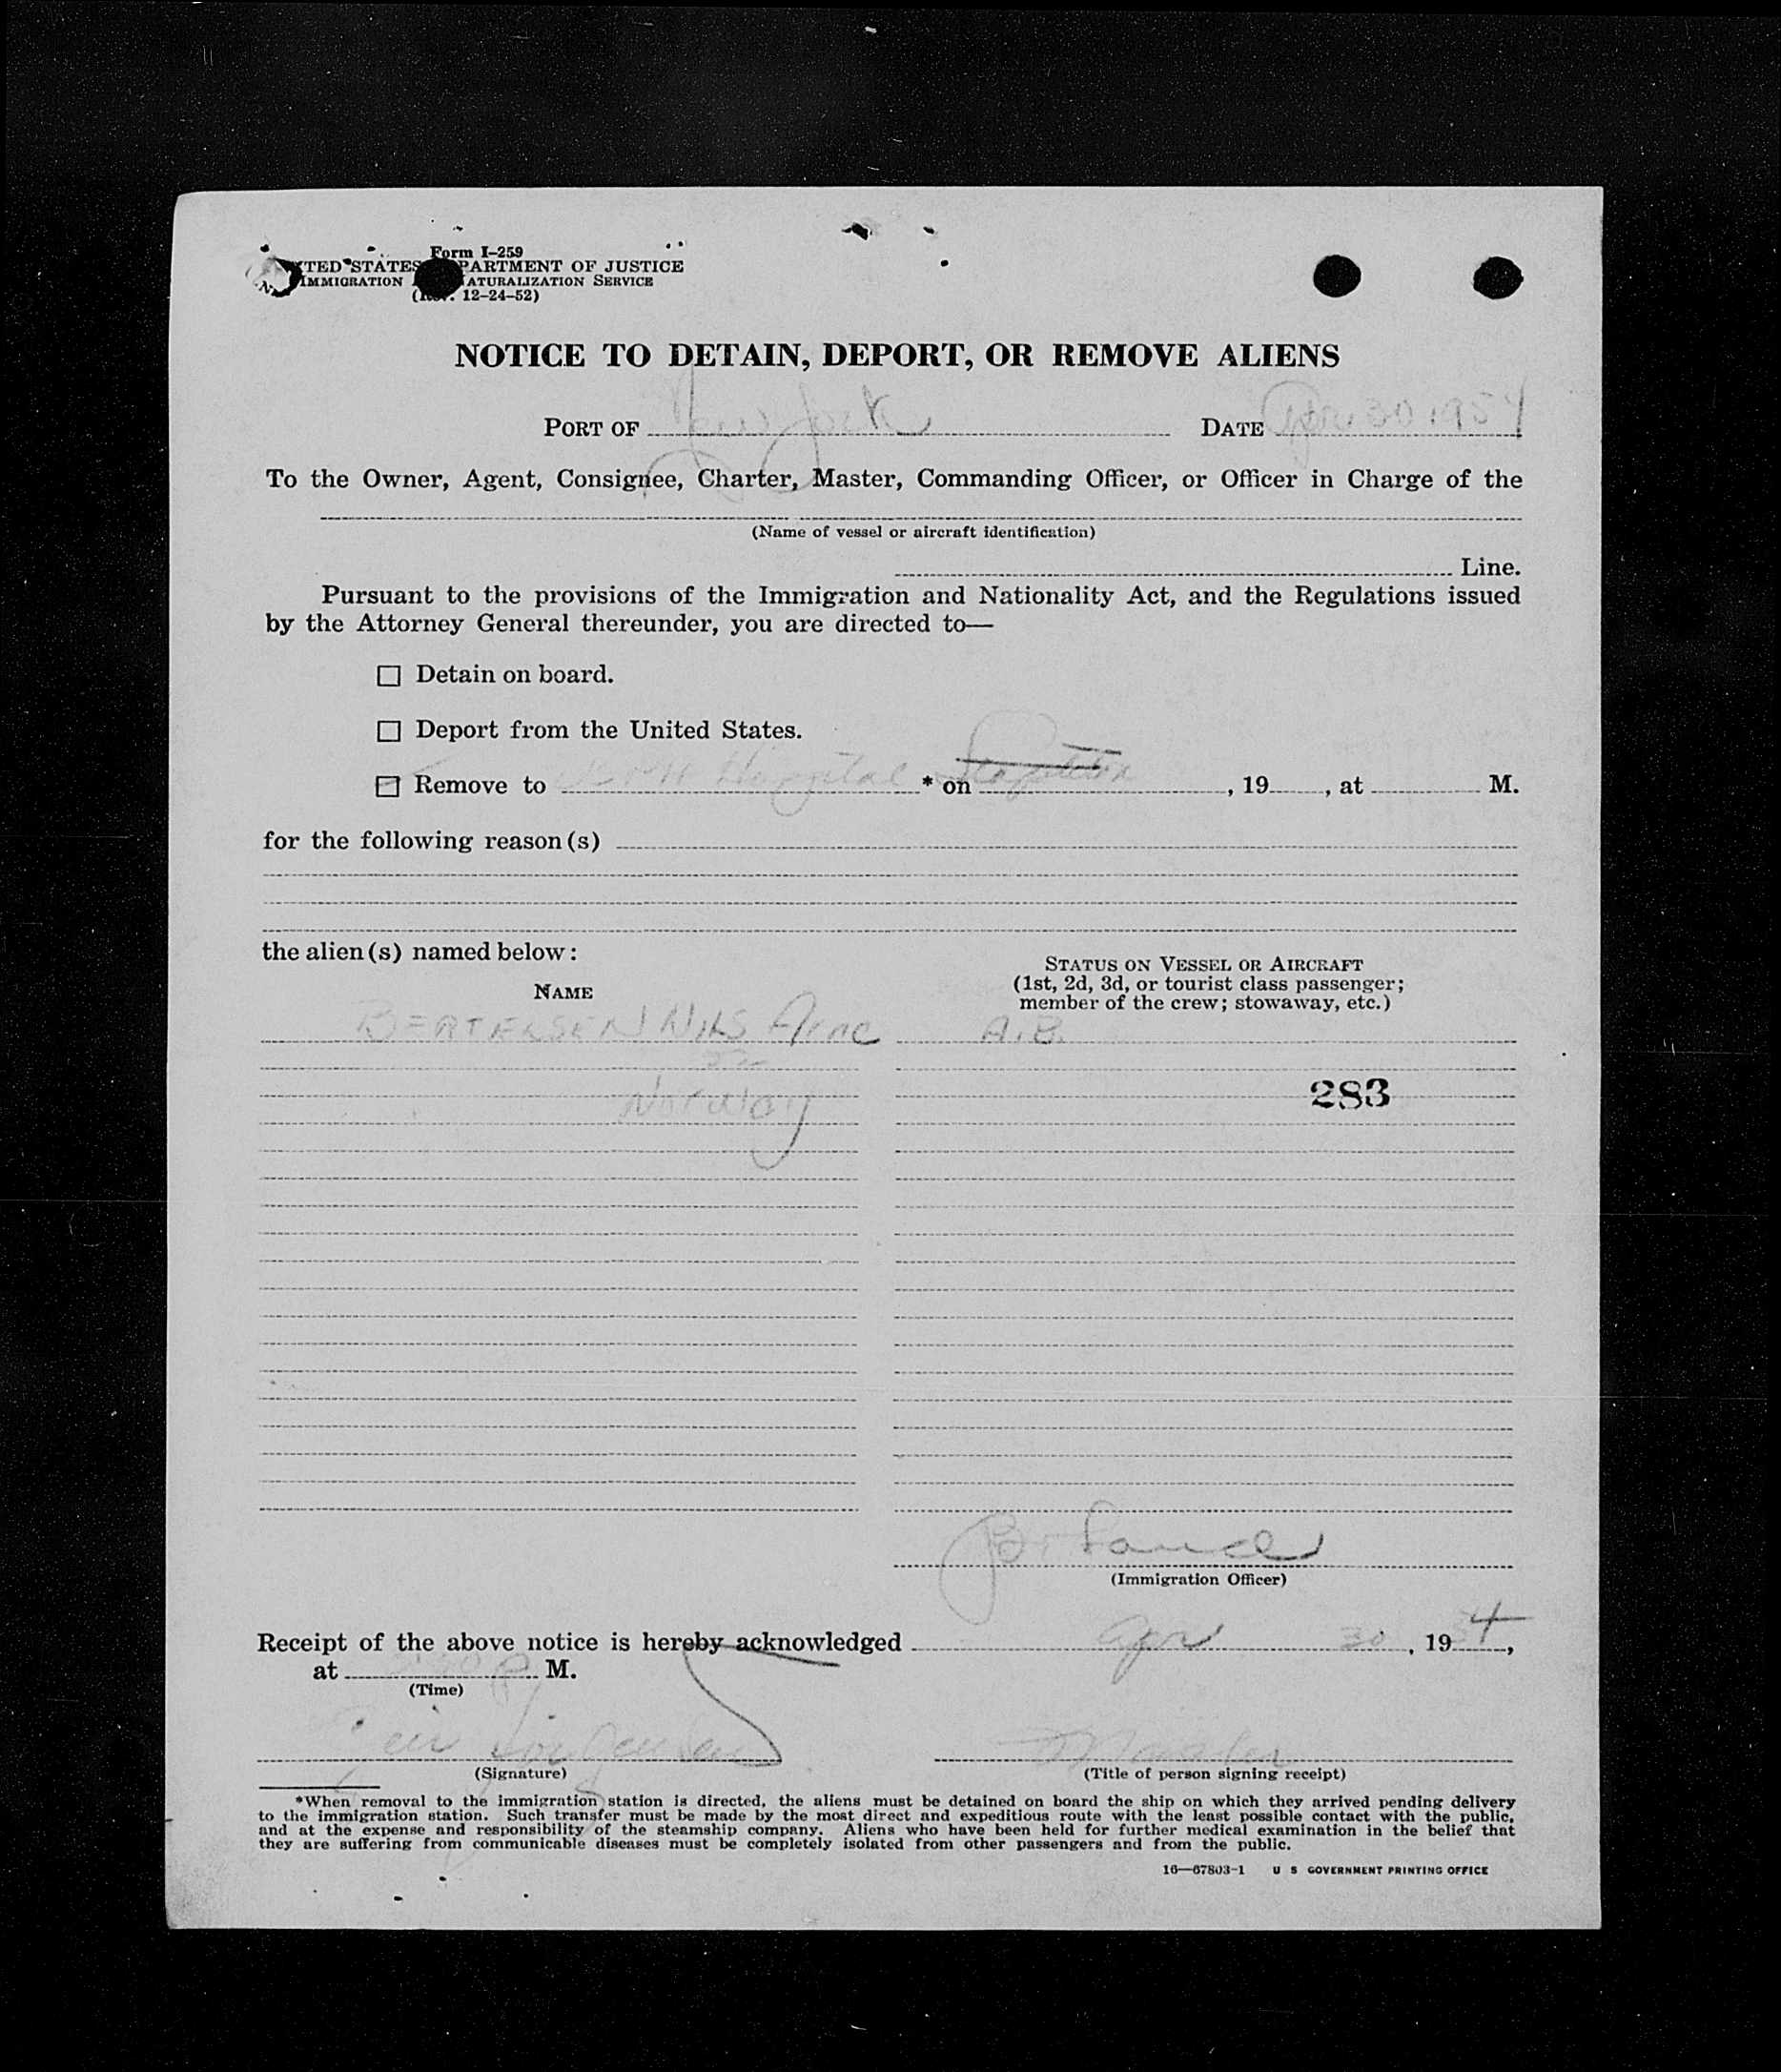 Form I-259
TED STATES PARTMENT OF JUSTICE
IMMIGRATION ATURALIZATION SERVICE
12-24-52)
NOTICE TO DETAIN, DEPORT, OR REMOVE ALIENS
PORT OF New York DATE Apr 30 1954
To the Owner, Agent, Consignee, Charter, Master, Commanding Officer, or Officer in Charge of the
(Name of vessel or aircraft identification)
Line.
Pursuant to the provisions of the Immigration and Nationality Act, and the Regulations issued
by the Attorney General thereunder, you are directed to—
☐ Detain on board.
☐ Deport from the United States.
☐ Remove to Hospital * on Stapleton , 19 , at M.
for the following reason(s)
the alien(s) named below:
STATUS ON VESSEL OR AIRCRAFT
(1st, 2d, 3d, or tourist class passenger;
member of the crew; stowaway, etc.)
NAME
BERTELSEN NILS Arne A.B.
Norway
283
(Immigration Officer)
Receipt of the above notice is hereby acknowledged Apr 30, 1954,
at P M.
(Time)
Master
(Signature) (Title of person signing receipt)
*When removal to the immigration station is directed, the aliens must be detained on board the ship on which they arrived pending delivery
to the immigration station. Such transfer must be made by the most direct and expeditious route with the least possible contact with the public,
and at the expense and responsibility of the steamship company. Aliens who have been held for further medical examination in the belief that
they are suffering from communicable diseases must be completely isolated from other passengers and from the public.
16—67803-1 U S GOVERNMENT PRINTING OFFICE